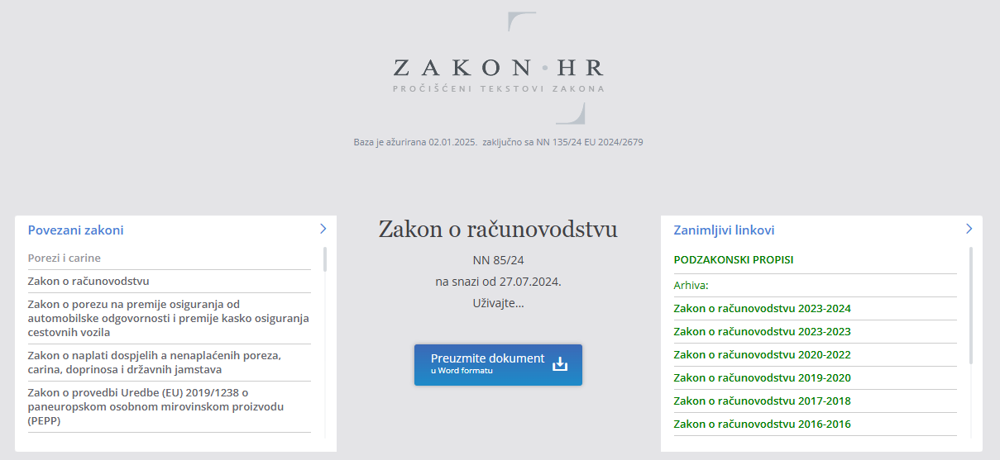 ZAKON·HR
PROČIŠĆENI TEKSTOVI ZAKONA
Baza je ažurirana 02.01.2025. zaključno sa NN 135/24 EU 2024/2679
Povezani zakoni
Porezi i carine
Zakon o računovodstvu
Zakon o porezu na premije osiguranja od
automobilske odgovornosti i premije kasko osiguranja
cestovnih vozila
Zakon o naplati dospjelih a nenaplaćenih poreza,
carina, doprinosa i državnih jamstava
Zakon o provedbi Uredbe (EU) 2019/1238 o
paneuropskom osobnom mirovinskom proizvodu
(PEPP)
Zakon o računovodstvu
NN 85/24
na snazi od 27.07.2024.
Uživajte...
Preuzmite dokument
u Word formatu
Zanimljivi linkovi
PODZAKONSKI PROPISI
Arhiva:
Zakon o računovodstvu 2023-2024
Zakon o računovodstvu 2023-2023
Zakon o računovodstvu 2020-2022
Zakon o računovodstvu 2019-2020
Zakon o računovodstvu 2017-2018
Zakon o računovodstvu 2016-2016